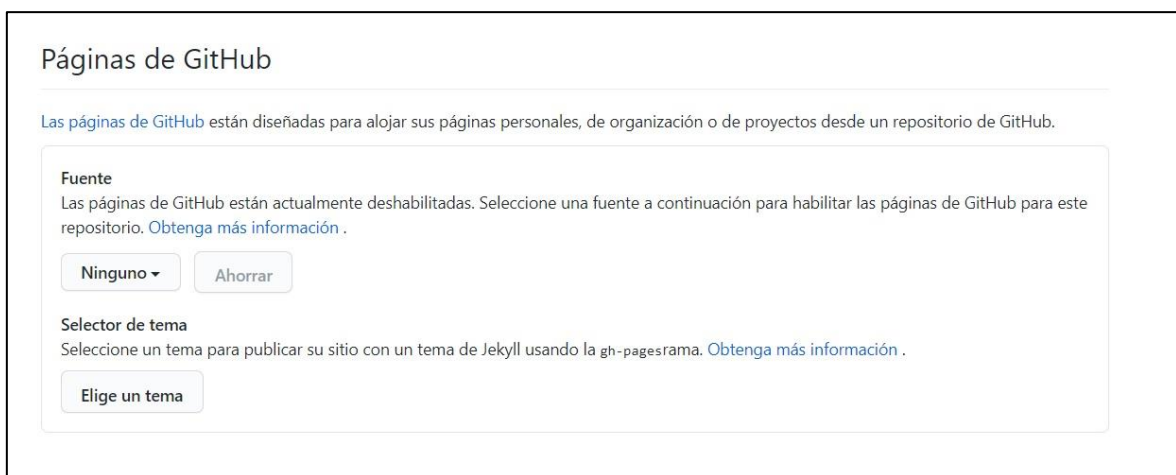 Páginas de GitHub
Las páginas de GitHub están diseñadas para alojar sus páginas personales, de organización o de proyectos desde un repositorio de GitHub.
Fuente
Las páginas de GitHub están actualmente deshabilitadas. Seleccione una fuente a continuación para habilitar las páginas de GitHub para este
repositorio. Obtenga más información .
Ninguno Ahorrar
Selector de tema
Seleccione un tema para publicar su sitio con un tema de Jekyll usando la gh-pagesrama. Obtenga más información .
Elige un tema